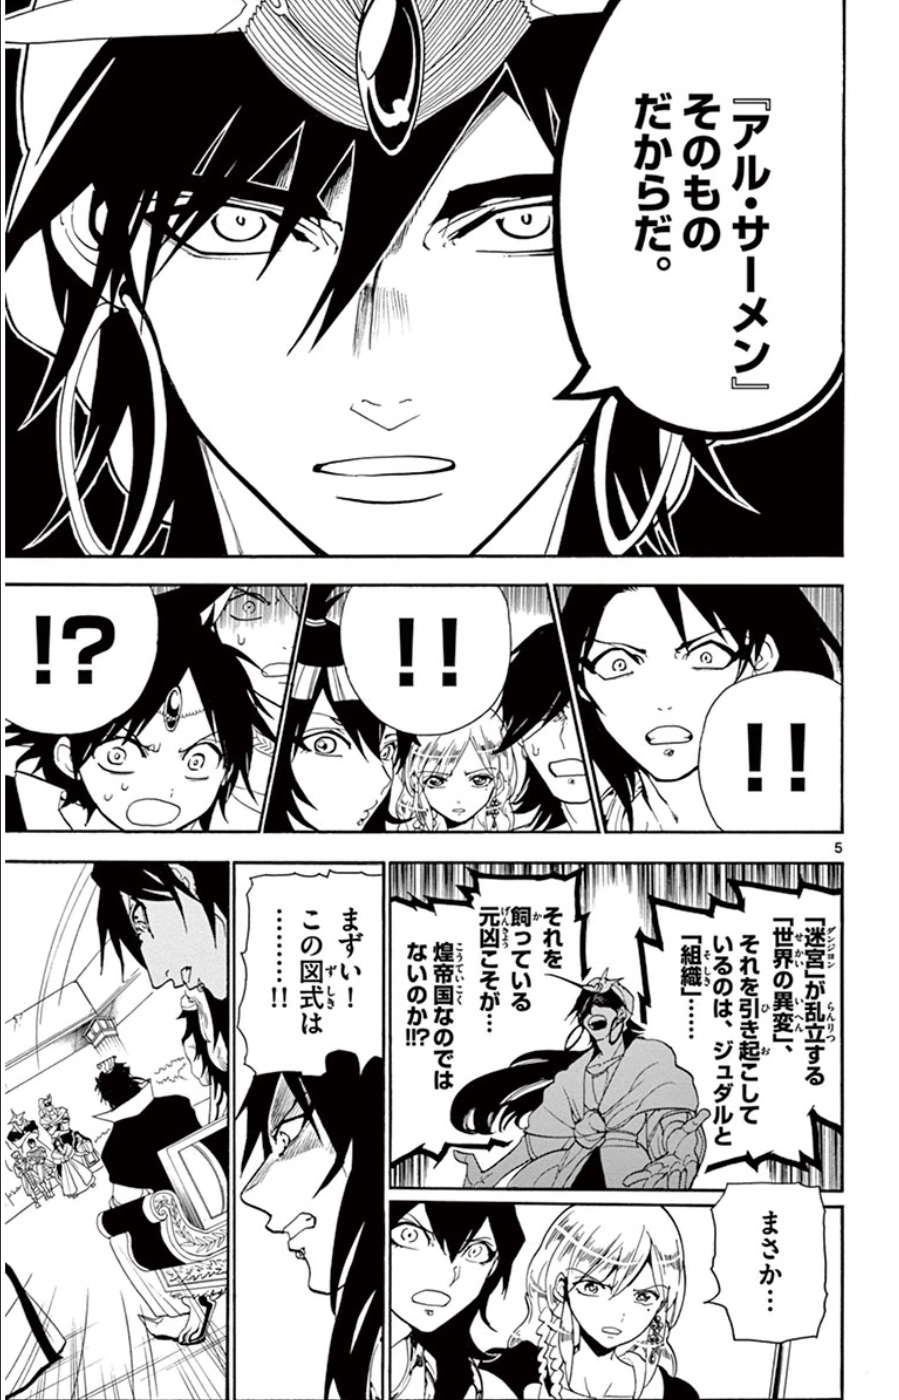 『アル・サーメン』
そのもの
だからだ。
!!
!!
!?
5
「迷宮」が乱立する
「世界の異変」、
それを引き起こして
いるのは、ジュダルと
「組織」……
それを
飼っている
元凶こそが…
煌帝国なのでは
ないのか!!?
まさか…
まずい!
この図式は
………!!